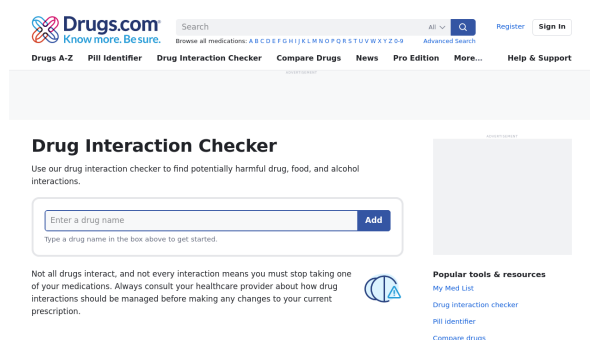 Drugs.com®
Know more. Be sure.
Search
All
Register
Sign In
Browse all medications: A B C D E F G H I J K L M N O P Q R S T U V W X Y Z 0-9
Advanced Search
Drugs A-Z
Pill Identifier
Drug Interaction Checker
Compare Drugs
News
Pro Edition
More...
Help & Support
ADVERTISEMENT
Drug Interaction Checker
Use our drug interaction checker to find potentially harmful drug, food, and alcohol
interactions.
Enter a drug name
Add
Type a drug name in the box above to get started.
Not all drugs interact, and not every interaction means you must stop taking one
of your medications. Always consult your healthcare provider about how drug
interactions should be managed before making any changes to your current
prescription.
ADVERTISEMENT
Popular tools & resources
My Med List
Drug interaction checker
Pill identifier
Compare drugs